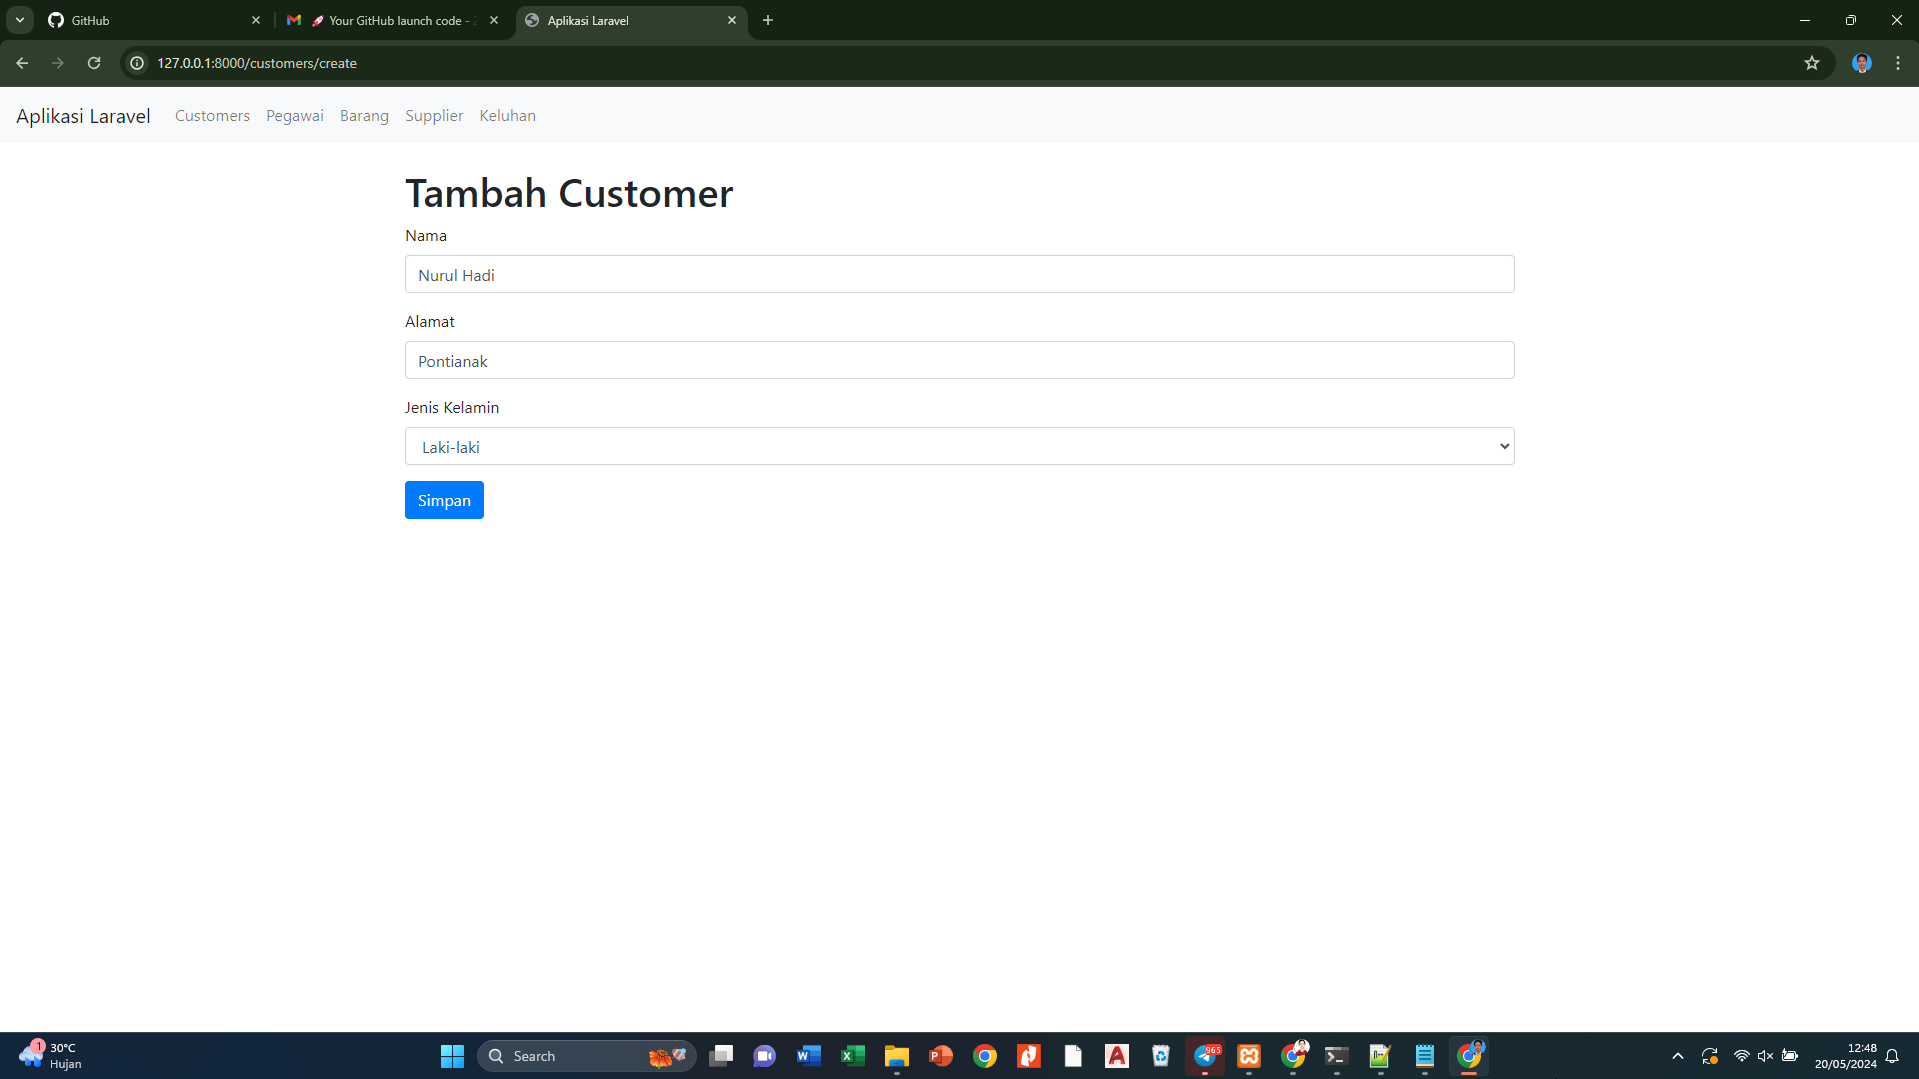 GitHub
Your GitHub launch code -
Aplikasi Laravel
127.0.0.1:8000/customers/create
Aplikasi Laravel Customers Pegawai Barang Supplier Keluhan
Tambah Customer
Nama
Nurul Hadi
Alamat
Pontianak
Jenis Kelamin
Laki-laki
Simpan
1
30°C
Hujan
Search
965
12:48
20/05/2024